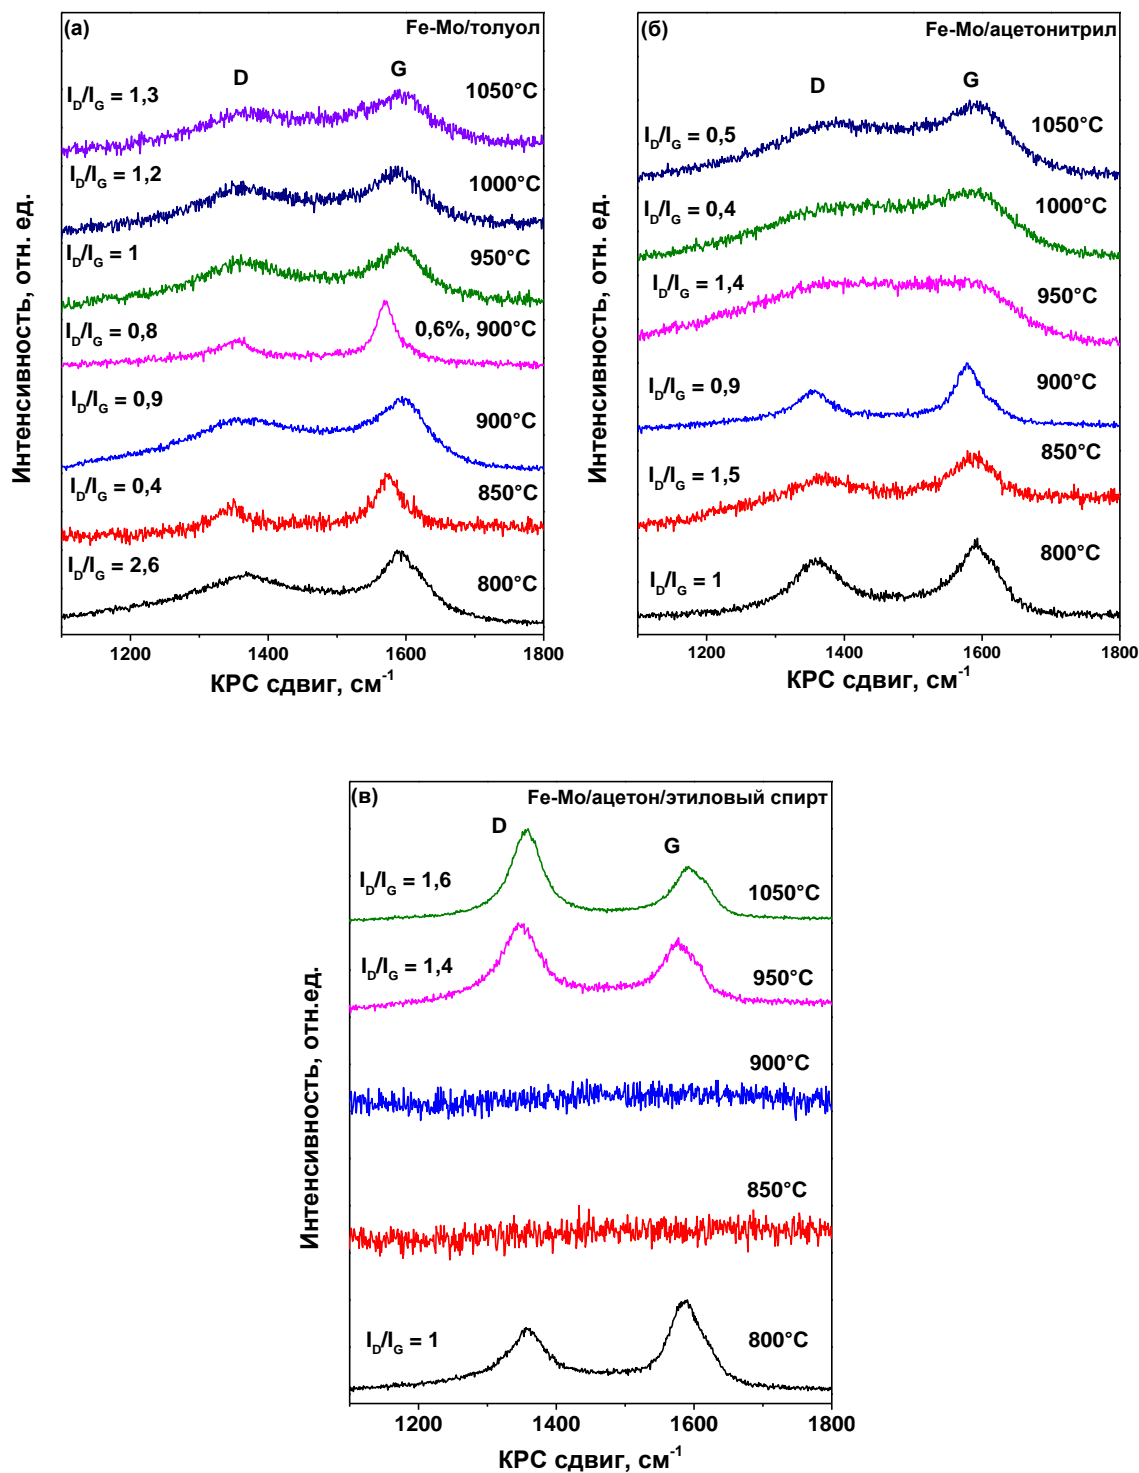 (а)
Fe-Mo/толуол
D
G
I_D/I_G = 1,3
1050°C
I_D/I_G = 1,2
1000°C
I_D/I_G = 1
950°C
I_D/I_G = 0,8
0,6%, 900°C
I_D/I_G = 0,9
900°C
I_D/I_G = 0,4
850°C
I_D/I_G = 2,6
800°C
Интенсивность, отн. ед.
1200 1400 1600 1800
КРС сдвиг, см⁻¹
(б)
Fe-Mo/ацетонитрил
D
G
I_D/I_G = 0,5
1050°C
I_D/I_G = 0,4
1000°C
I_D/I_G = 1,4
950°C
I_D/I_G = 0,9
900°C
I_D/I_G = 1,5
850°C
I_D/I_G = 1
800°C
Интенсивность, отн. ед.
1200 1400 1600 1800
КРС сдвиг, см⁻¹
(в)
Fe-Mo/ацетон/этиловый спирт
D
G
I_D/I_G = 1,6
1050°C
I_D/I_G = 1,4
950°C
900°C
850°C
I_D/I_G = 1
800°C
Интенсивность, отн.ед.
1200 1400 1600 1800
КРС сдвиг, см⁻¹